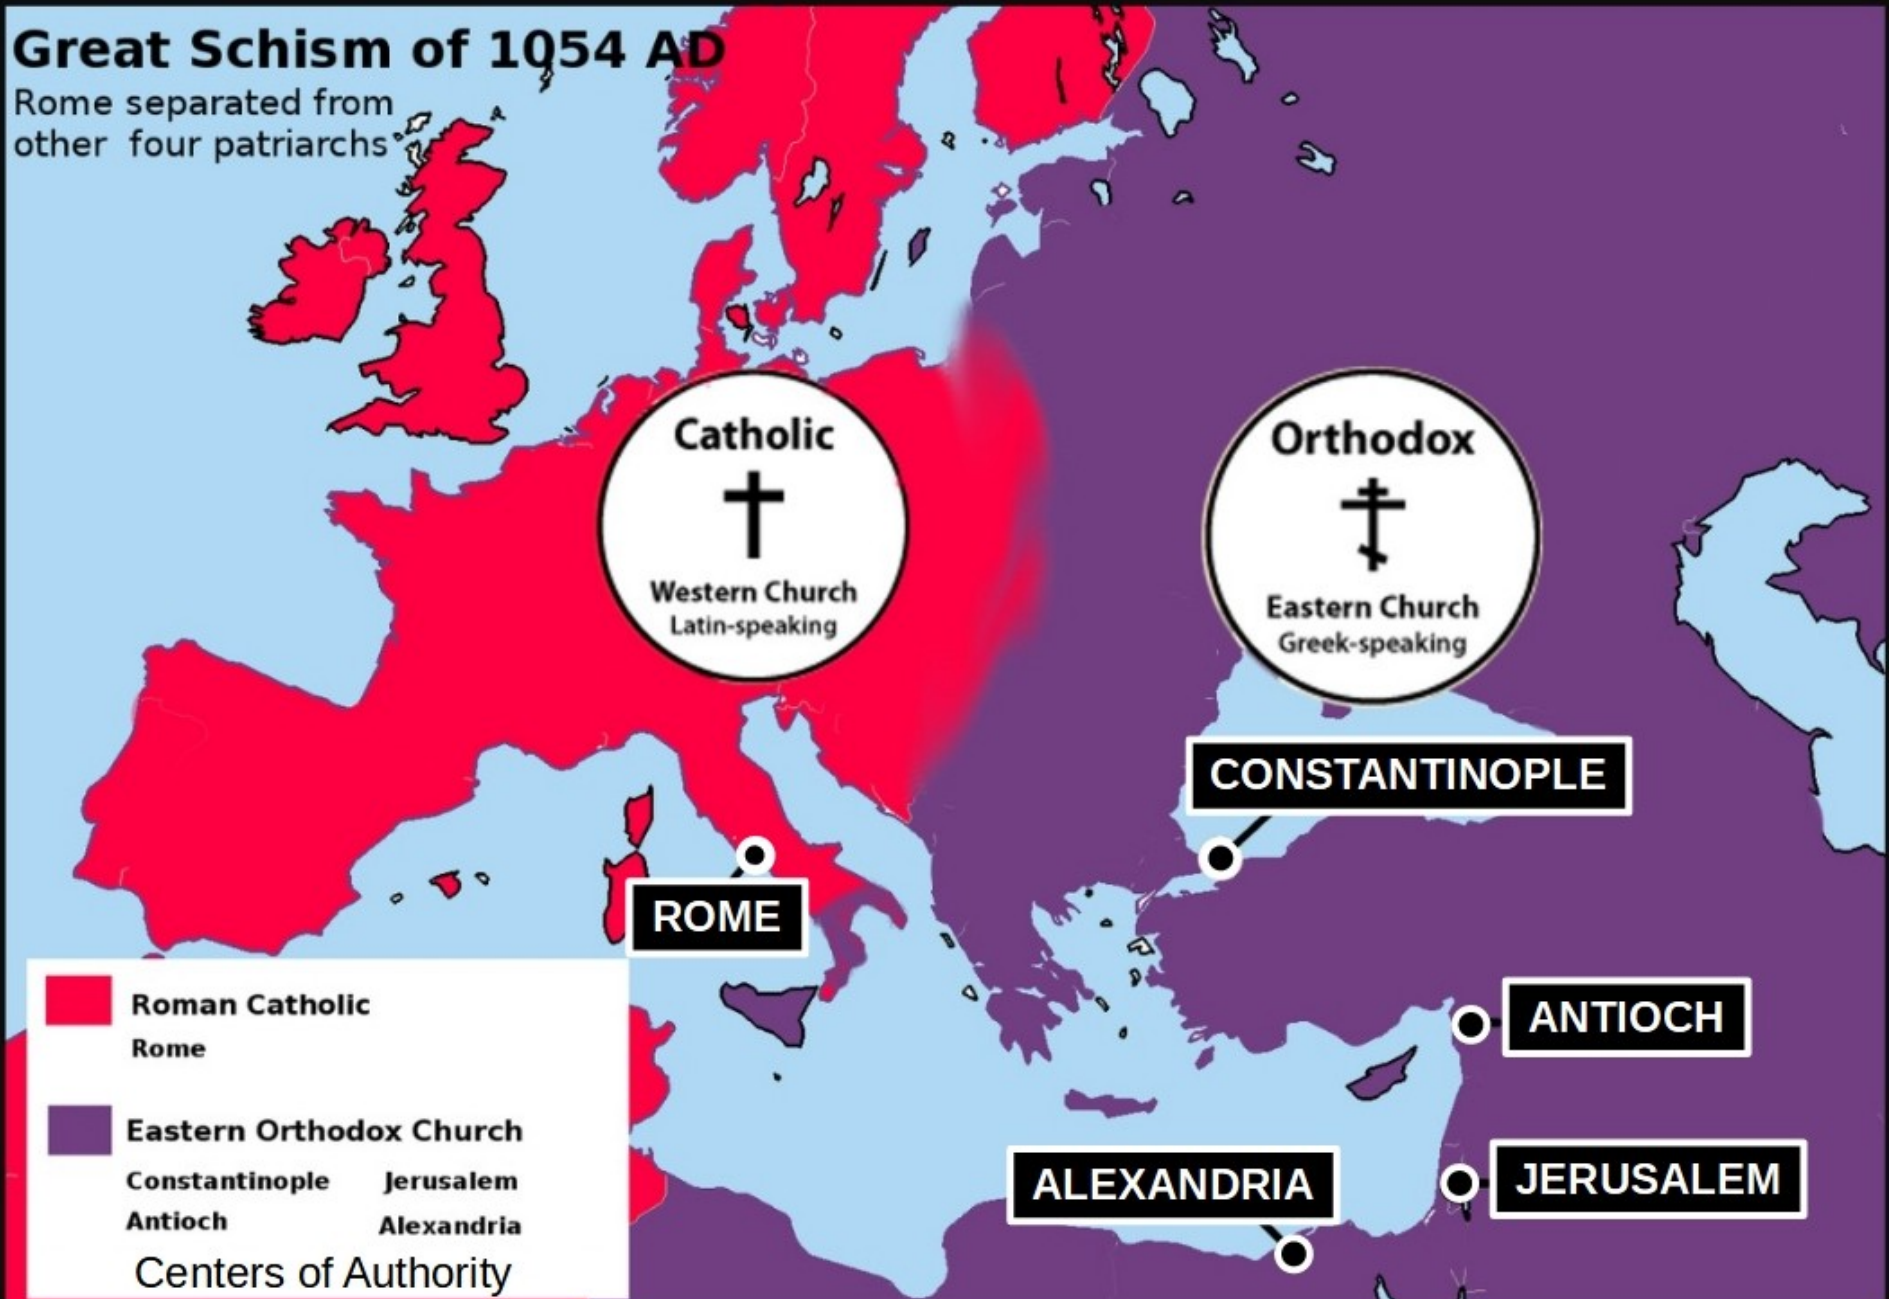 Great Schism of 1054 AD
Rome separated from
other four patriarchs
Catholic
Western Church
Latin-speaking
Orthodox
Eastern Church
Greek-speaking
CONSTANTINOPLE
ROME
ANTIOCH
ALEXANDRIA
JERUSALEM
Roman Catholic
Rome
Eastern Orthodox Church
Constantinople Jerusalem
Antioch Alexandria
Centers of Authority